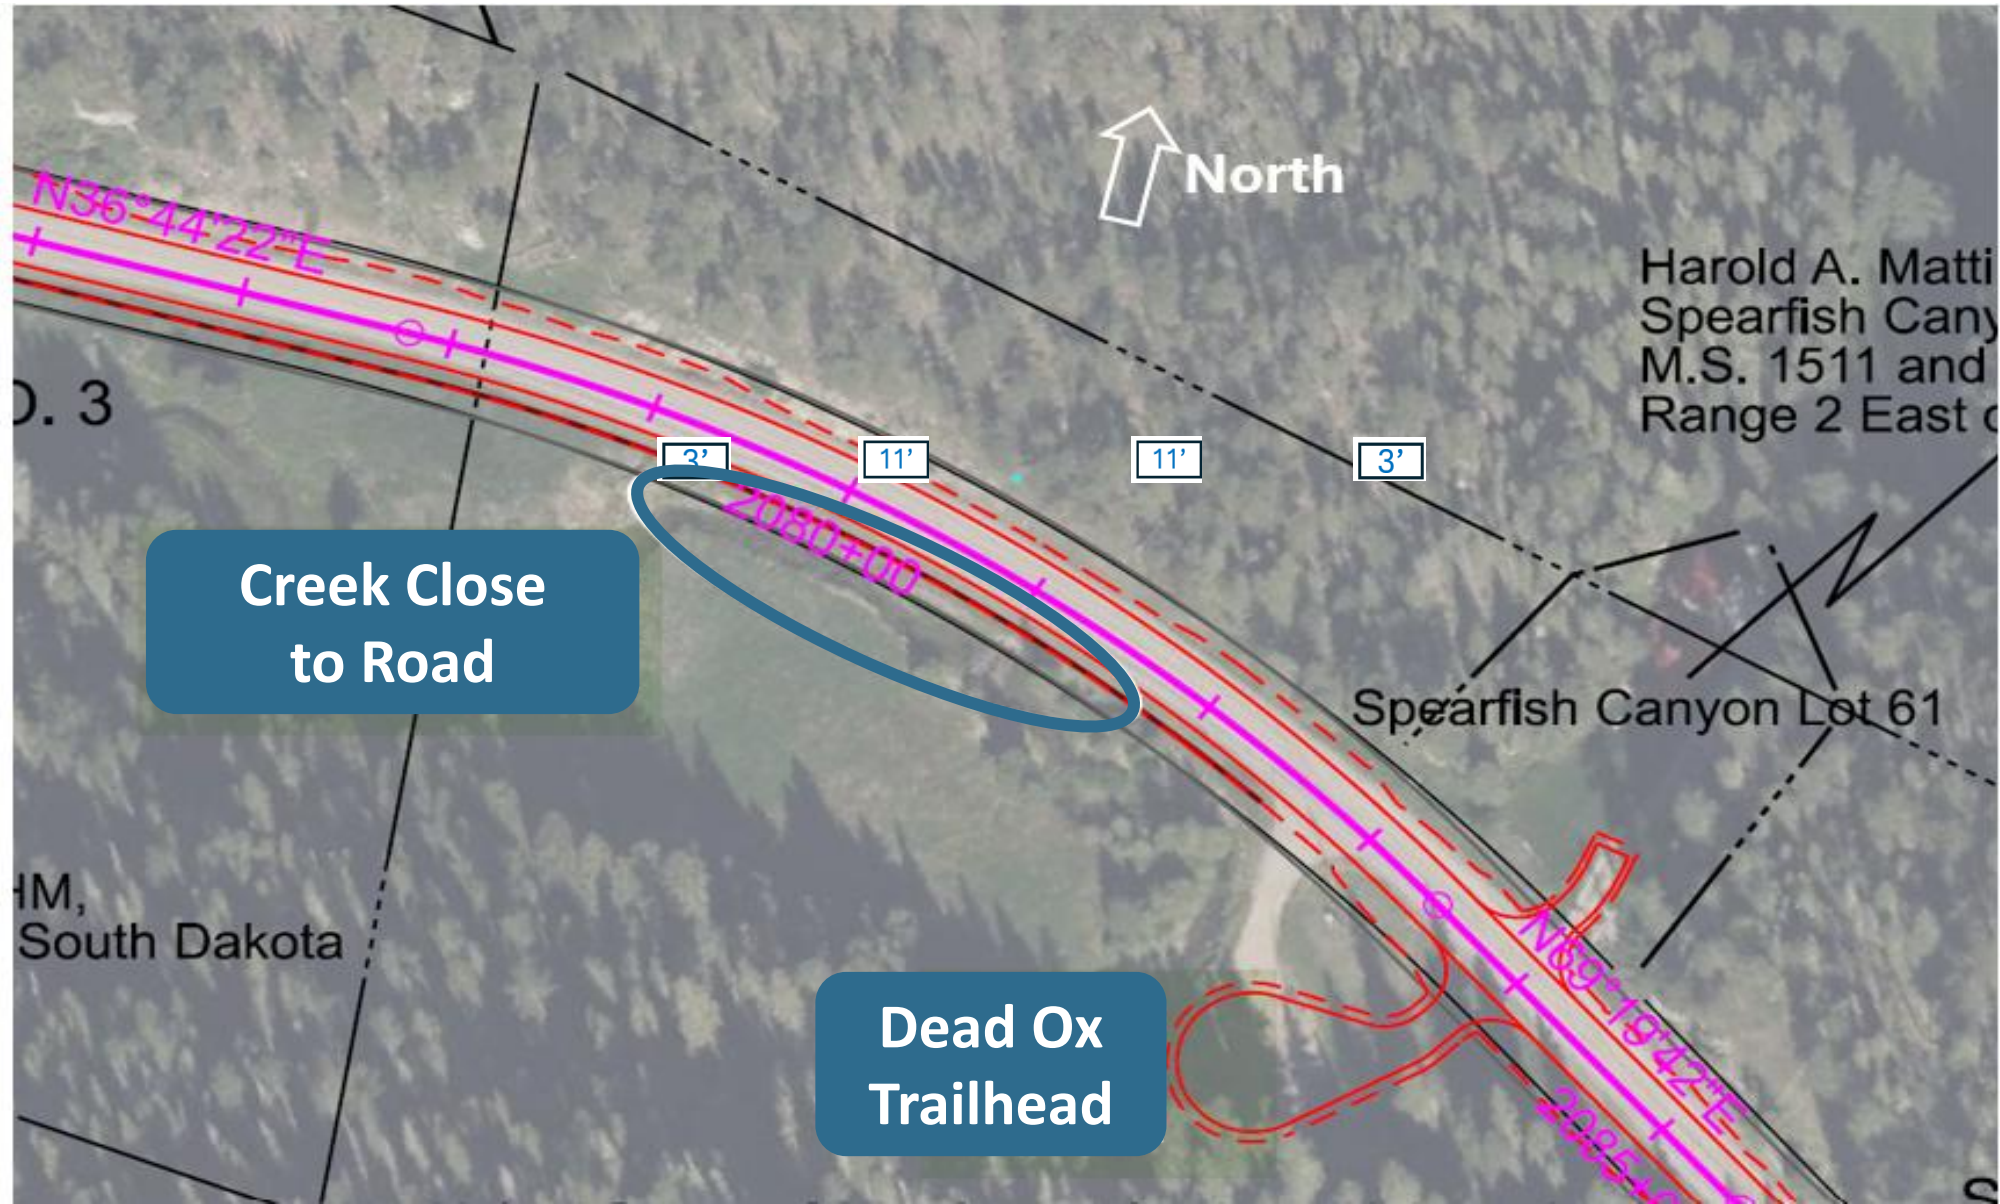 North
N36°44'22"E
Harold A. Matti
Spearfish Cany
M.S. 1511 and
Range 2 East
O. 3
3'
11'
11'
3'
2080+00
Creek Close
to Road
Spearfish Canyon Lot 61
HM,
South Dakota
N69°19'42"E
Dead Ox
Trailhead
2085+0
S